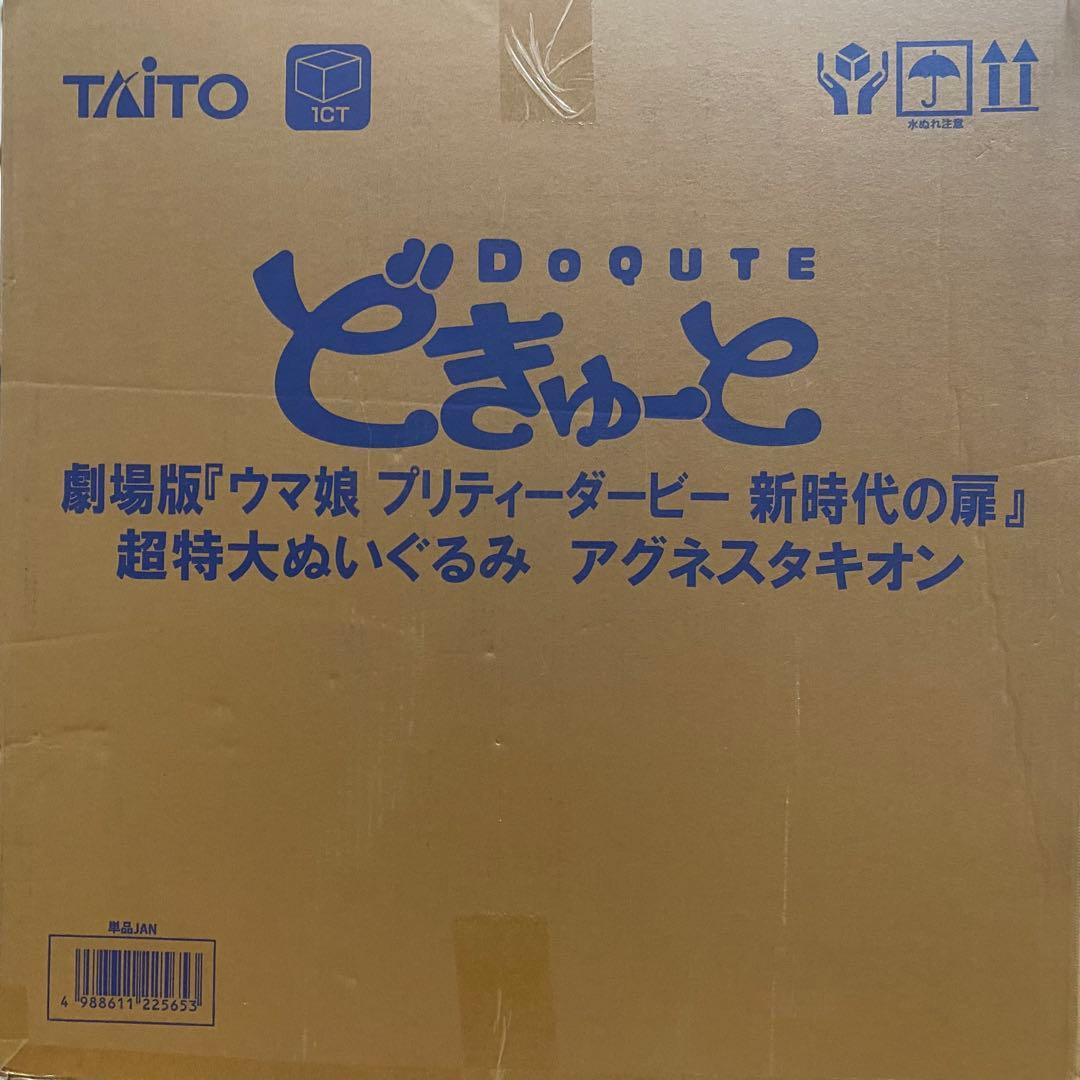 TAITO
1CT
水ぬれ注意
DOQUTE
どきゅーと
劇場版『ウマ娘 プリティーダービー 新時代の扉』
超特大ぬいぐるみ アグネスタキオン
単品JAN
4 988611 225653